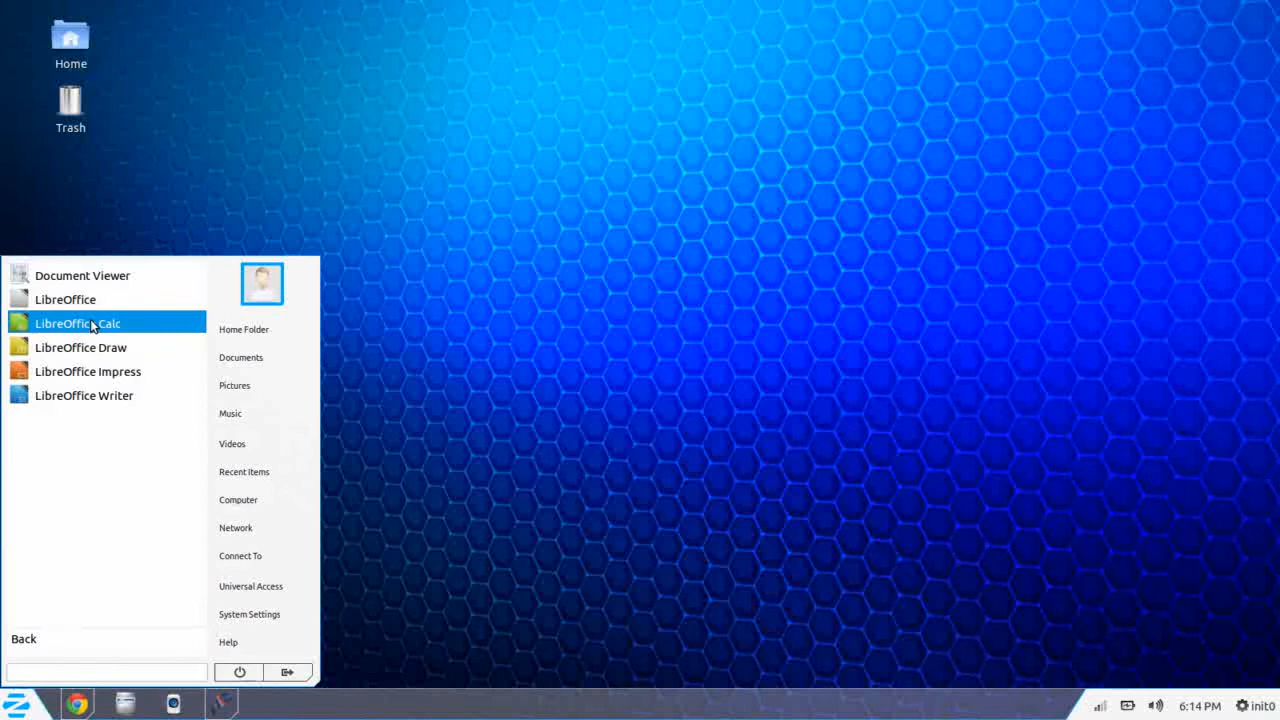 Home
Trash
Document Viewer
LibreOffice
LibreOffice Calc
LibreOffice Draw
LibreOffice Impress
LibreOffice Writer
Back
Home Folder
Documents
Pictures
Music
Videos
Recent Items
Computer
Network
Connect To
Universal Access
System Settings
Help
6:14 PM
init0